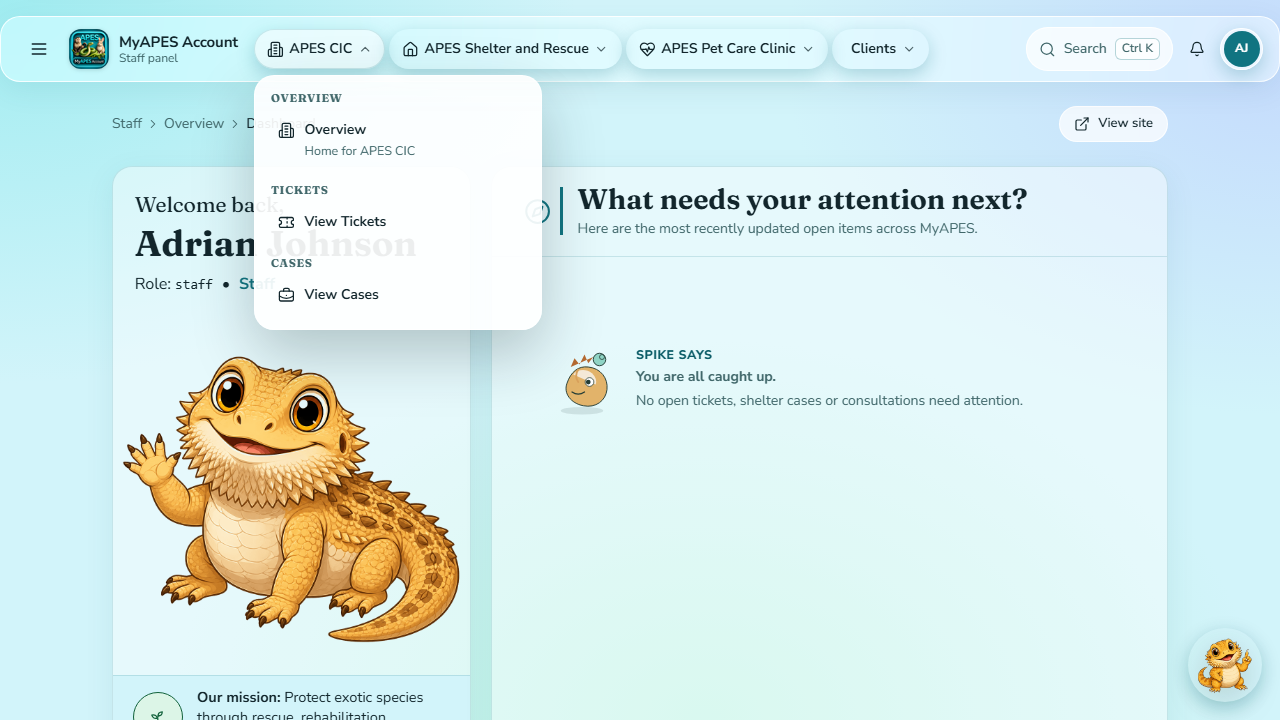 MyAPES Account
Staff panel
APES CIC
APES Shelter and Rescue
APES Pet Care Clinic
Clients
Search
Ctrl K
AJ
Staff
Overview
Dashboard
View site
OVERVIEW
Overview
Home for APES CIC
TICKETS
View Tickets
CASES
View Cases
Welcome back,
Adrian Johnson
Role: staff •
What needs your attention next?
Here are the most recently updated open items across MyAPES.
SPIKE SAYS
You are all caught up.
No open tickets, shelter cases or consultations need attention.
Our mission: Protect exotic species
through rescue, rehabilitation